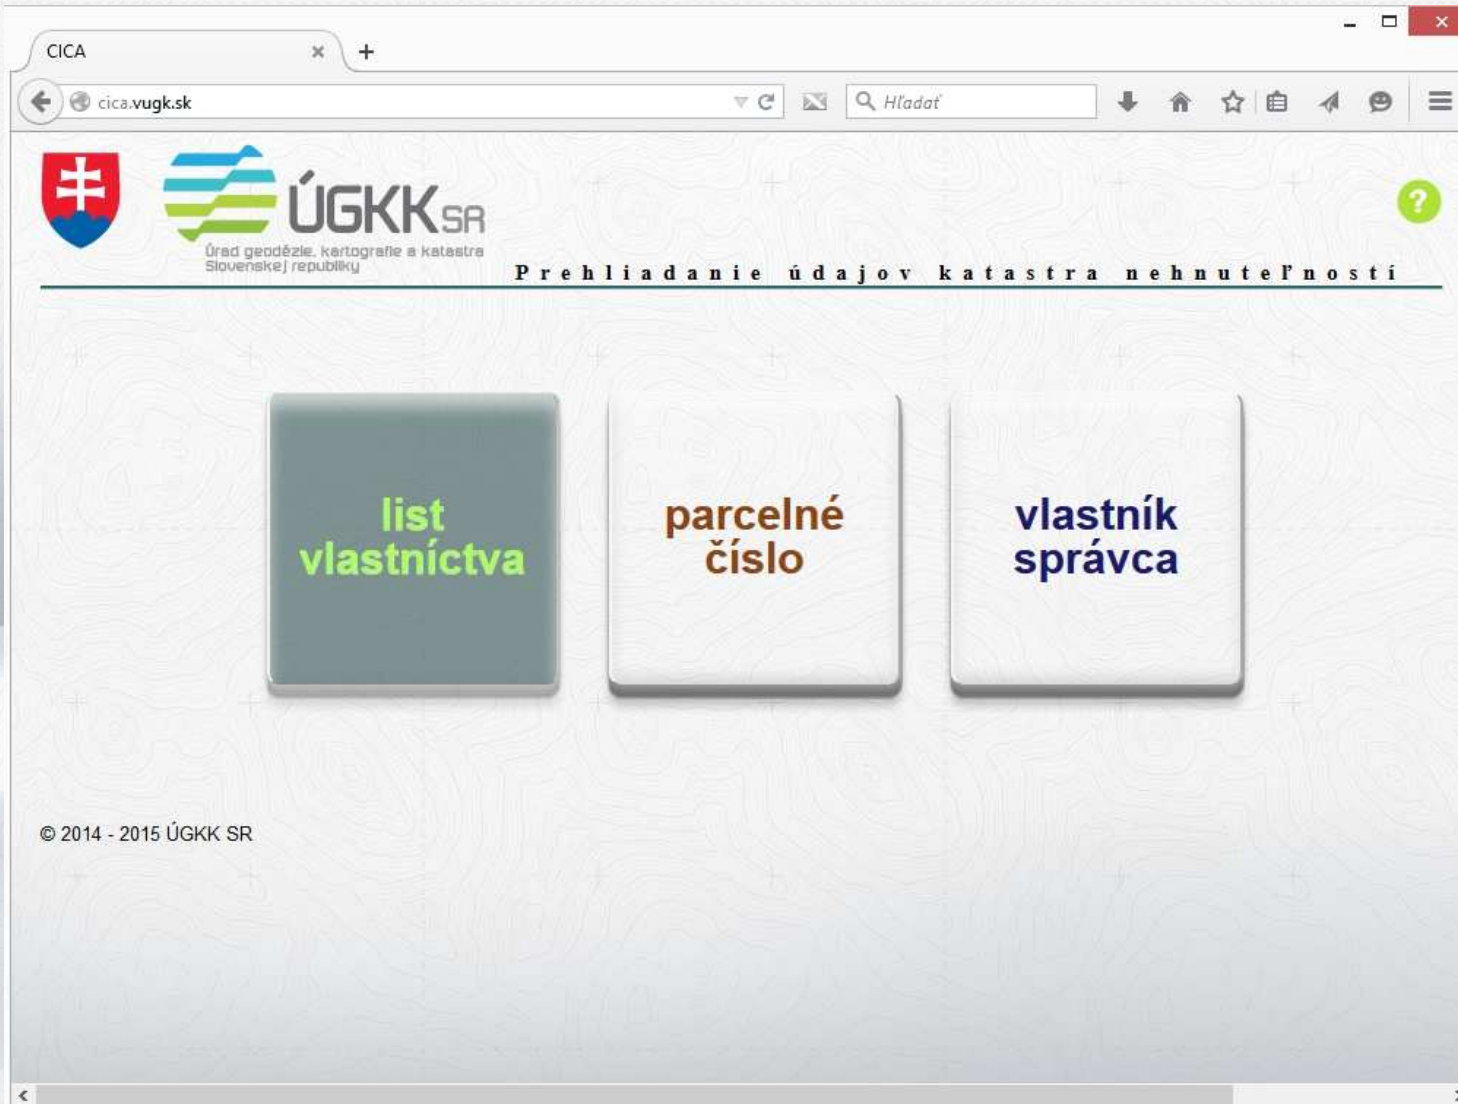 CICA
cica.vugk.sk
Hľadať
ÚGKK SR
Úrad geodézie, kartografie a katastra
Slovenskej republiky
Prehliadanie údajov katastra nehnuteľností
?
list
vlastníctva
parcelné
číslo
vlastník
správca
© 2014 - 2015 ÚGKK SR